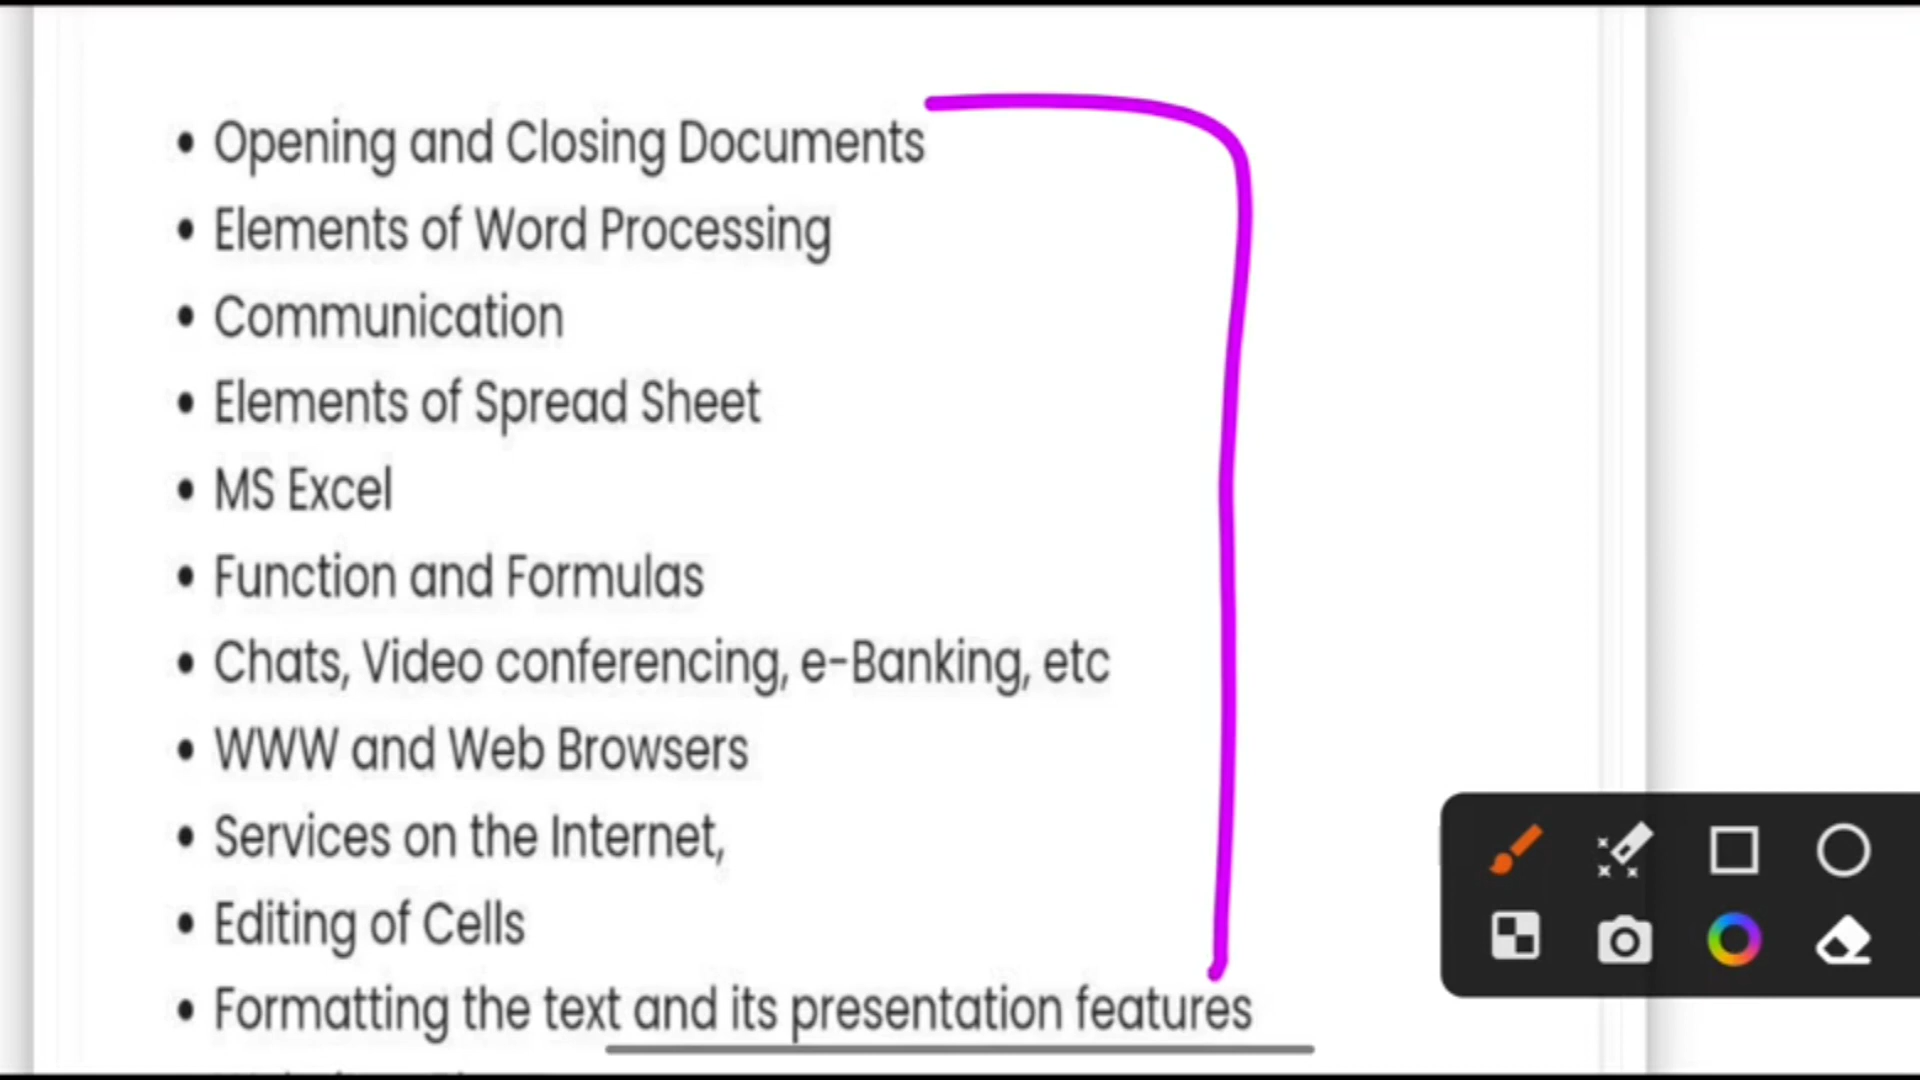 • Opening and Closing Documents
• Elements of Word Processing
• Communication
• Elements of Spread Sheet
• MS Excel
• Function and Formulas
• Chats, Video conferencing, e-Banking, etc
• WWW and Web Browsers
• Services on the Internet,
• Editing of Cells
• Formatting the text and its presentation features